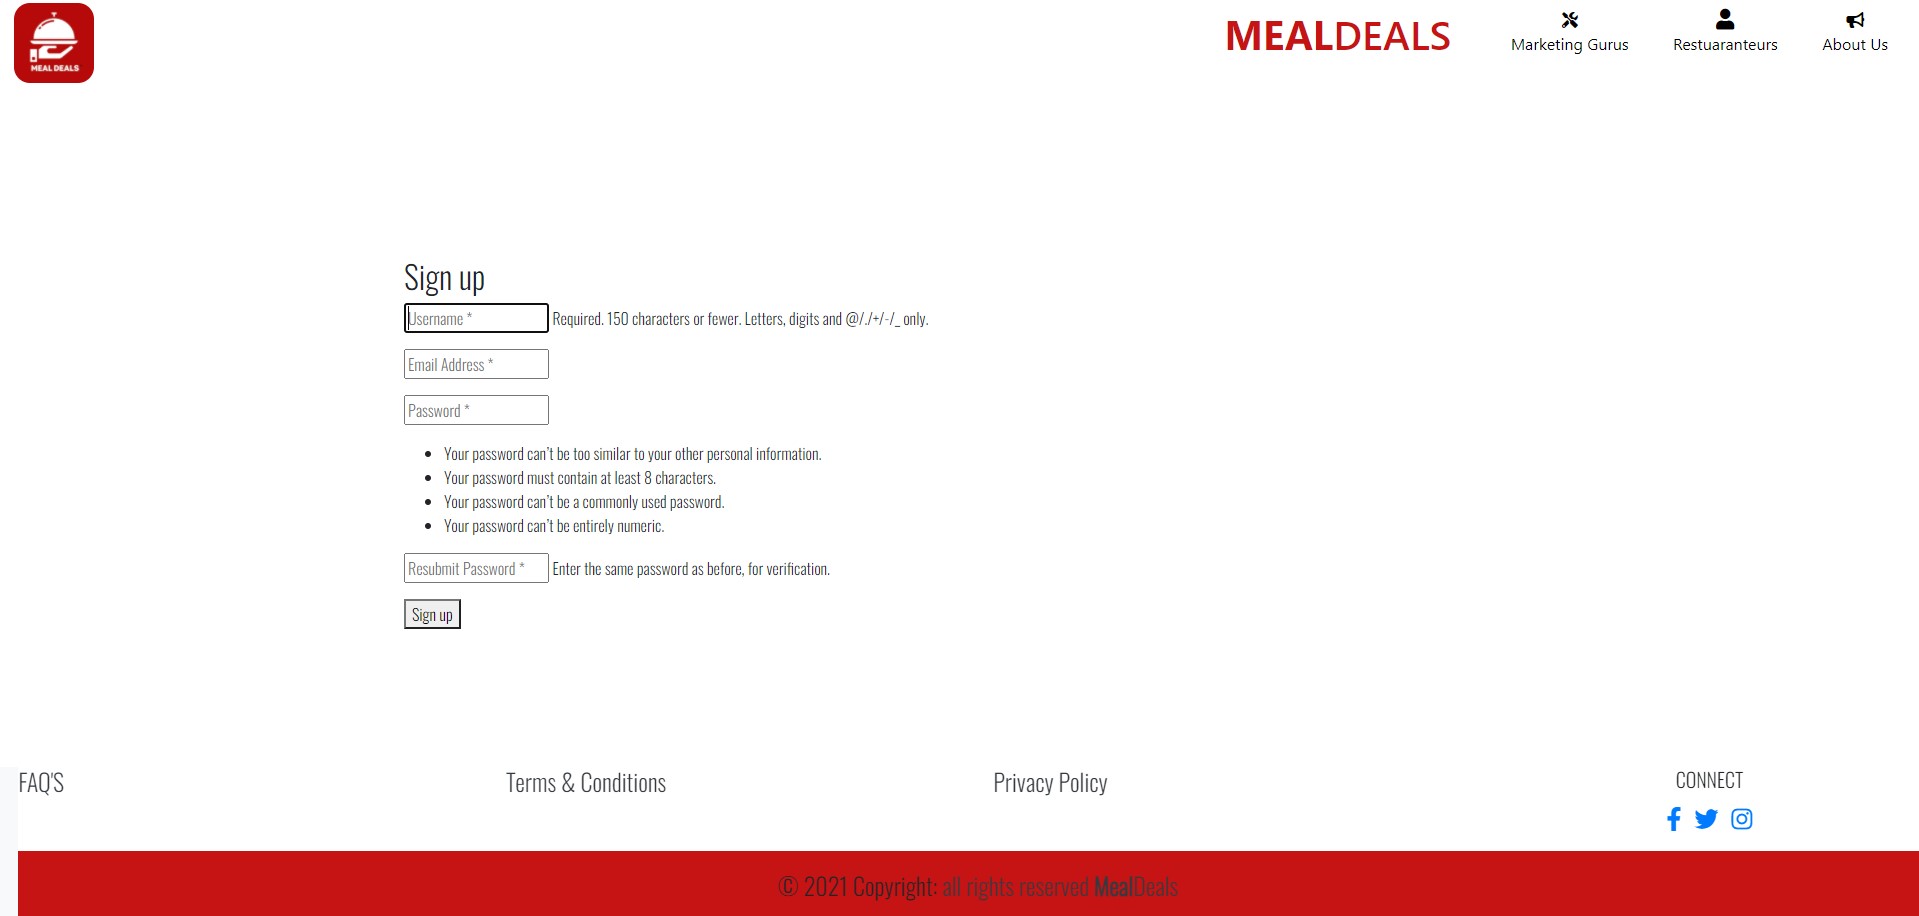 MEAL DEALS
MEALDEALS
Marketing Gurus
Restuaranteurs
About Us
Sign up
Username * Required. 150 characters or fewer. Letters, digits and @/./+/-/_ only.
Email Address *
Password *
Your password can't be too similar to your other personal information.
Your password must contain at least 8 characters.
Your password can't be a commonly used password.
Your password can't be entirely numeric.
Resubmit Password * Enter the same password as before, for verification.
Sign up
FAQ'S
Terms & Conditions
Privacy Policy
CONNECT
© 2021 Copyright: all rights reserved MealDeals